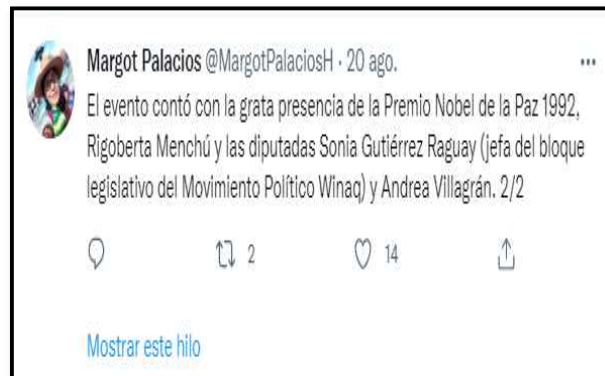 Margot Palacios @MargotPalaciosH · 20 ago.
El evento contó con la grata presencia de la Premio Nobel de la Paz 1992,
Rigoberta Menchú y las diputadas Sonia Gutiérrez Raguay (jefa del bloque
legislativo del Movimiento Político Winaq) y Andrea Villagrán. 2/2
2 14
Mostrar este hilo